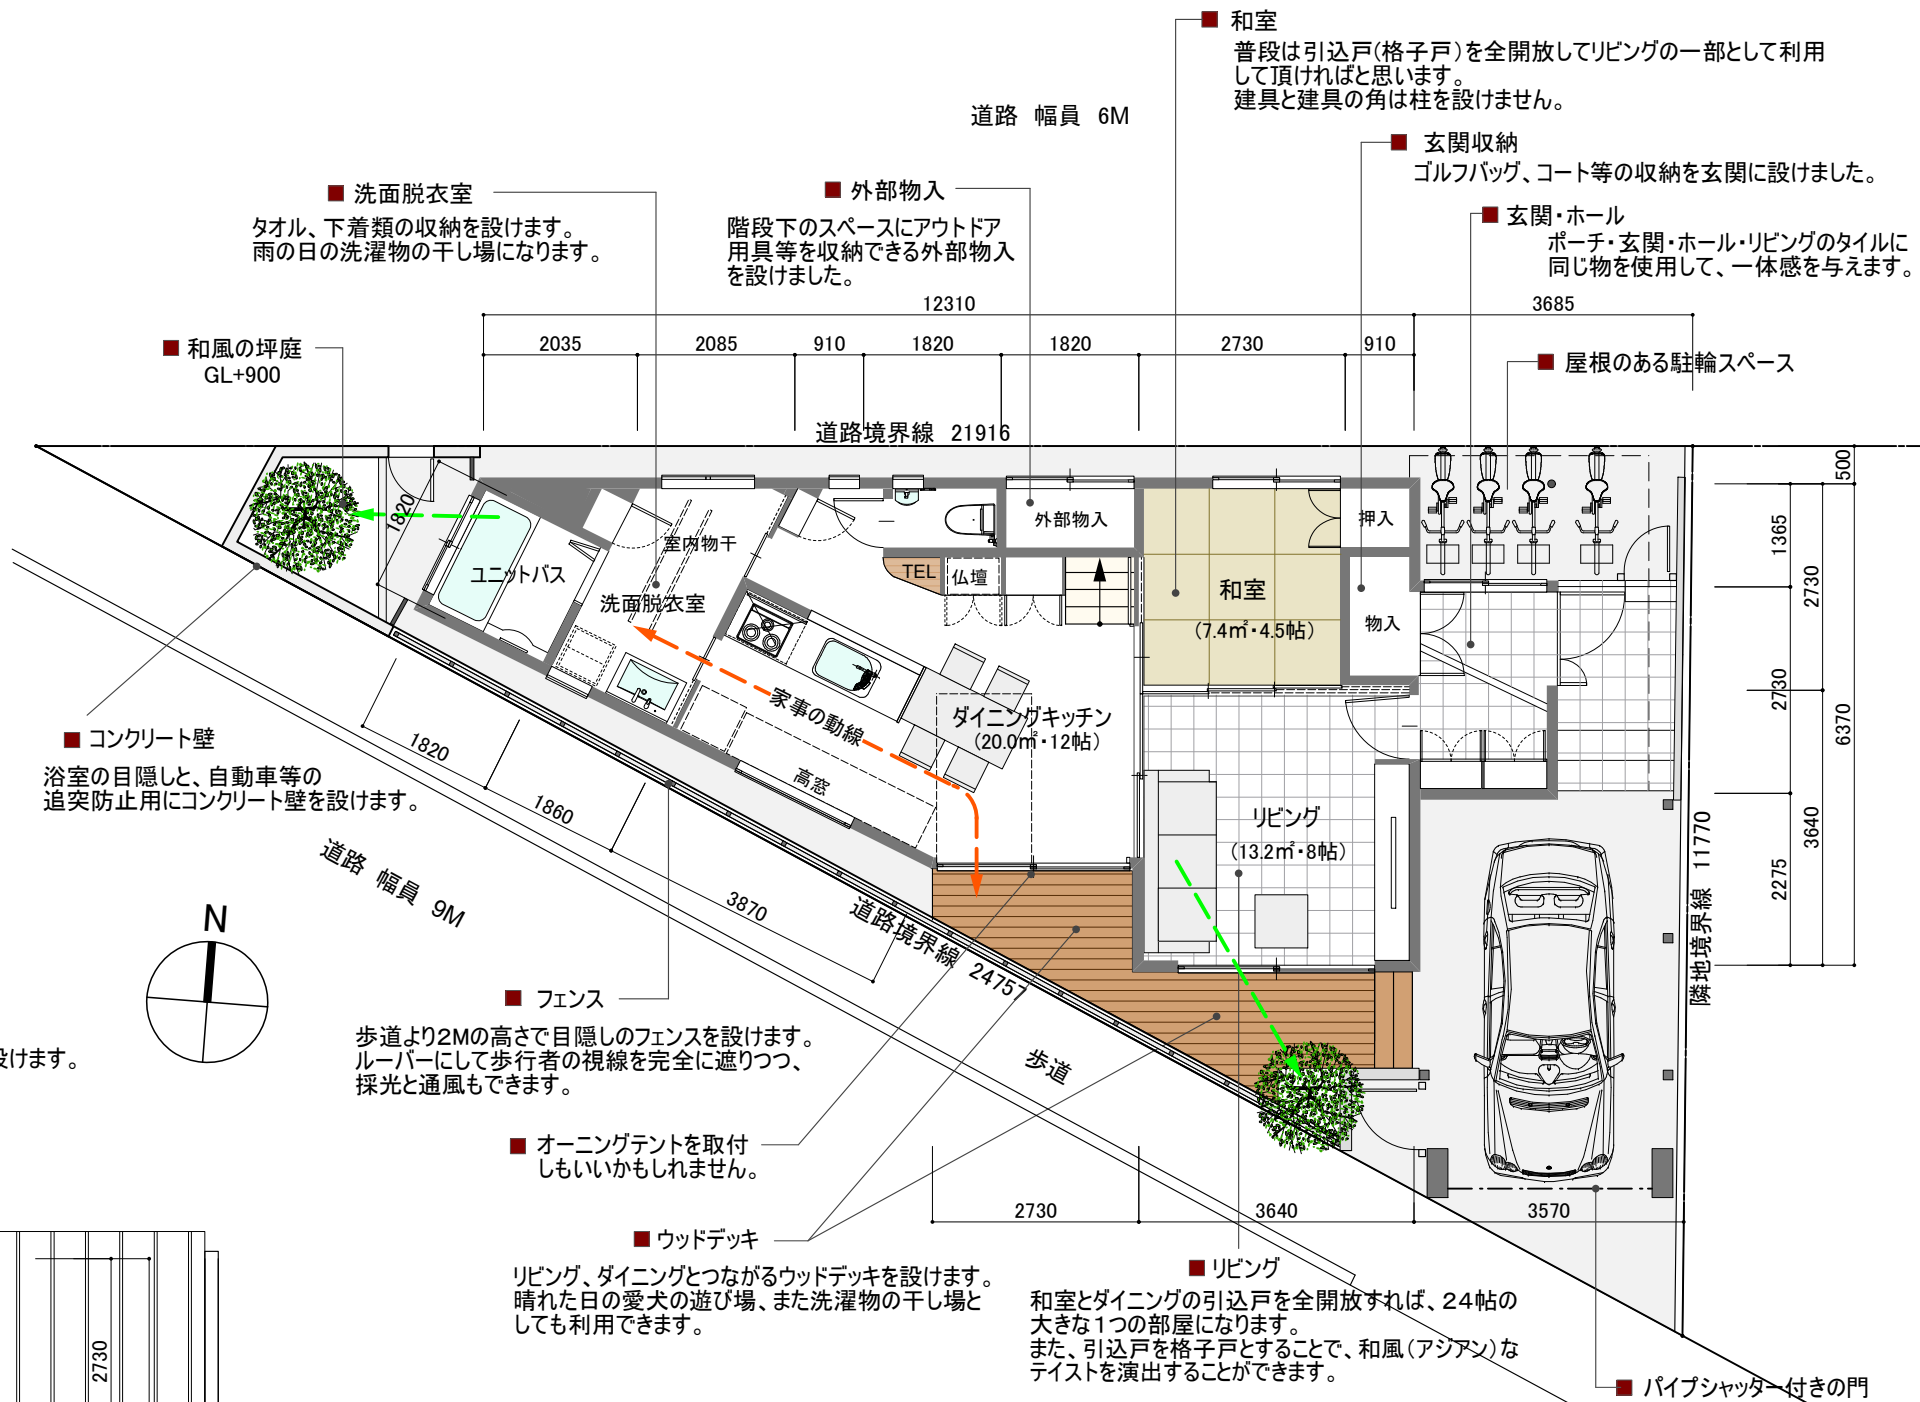 ■ 和室
普段は引込戸(格子戸)を全開放してリビングの一部として利用
して頂ければと思います。
建具と建具の角は柱を設けません。
道路 幅員 6M
■ 玄関収納
ゴルフバッグ、コート等の収納を玄関に設けました。
■ 洗面脱衣室
タオル、下着類の収納を設けます。
雨の日の洗濯物の干し場になります。
■ 外部物入
階段下のスペースにアウトドア
用具等を収納できる外部物入
を設けました。
■ 玄関・ホール
ポーチ・玄関・ホール・リビングのタイルに
同じ物を使用して、一体感を与えます。
12310
3685
2035
2085
910
1820
1820
2730
910
■ 和風の坪庭
GL+900
■ 屋根のある駐輪スペース
道路境界線 21916
500
1820
1365
2730
2730
6370
3640
2275
ユニットバス
室内物干
洗面脱衣室
TEL
仏壇
外部物入
押入
和室
(7.4㎡・4.5帖)
物入
家事の動線
ダイニングキッチン
(20.0㎡・12帖)
高窓
リビング
(13.2㎡・8帖)
隣地境界線 11770
■ コンクリート壁
浴室の目隠しと、自動車等の
追突防止用にコンクリート壁を設けます。
1820
1860
3870
道路 幅員 9M
道路境界線 24757
歩道
N
設けます。
■ フェンス
歩道より2Mの高さで目隠しのフェンスを設けます。
ルーバーにして歩行者の視線を完全に遮りつつ、
採光と通風もできます。
■ オーニングテントを取付
しもいいかもしれません。
2730
3640
3570
■ ウッドデッキ
リビング、ダイニングとつながるウッドデッキを設けます。
晴れた日の愛犬の遊び場、また洗濯物の干し場と
しても利用できます。
■ リビング
和室とダイニングの引込戸を全開放すれば、24帖の
大きな1つの部屋になります。
また、引込戸を格子戸とすることで、和風(アジアン)な
テイストを演出することができます。
■ パイプシャッター付きの門
2730